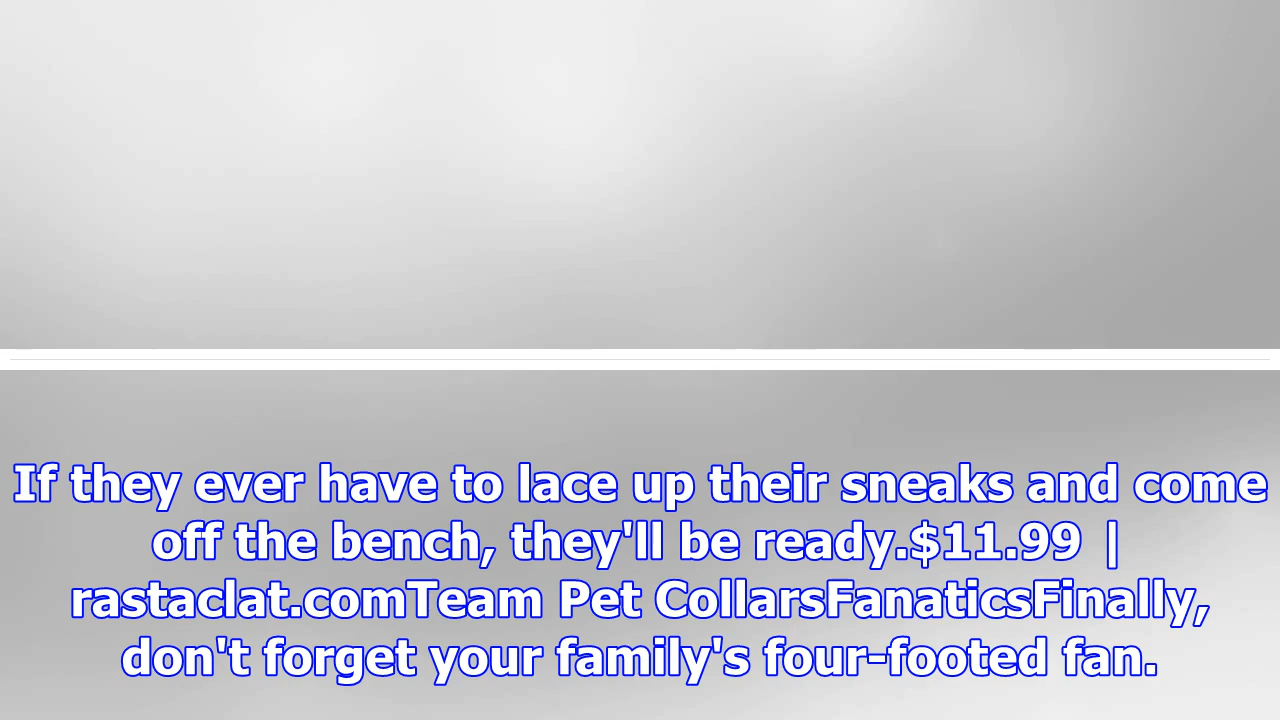 If they ever have to lace up their sneaks and come
off the bench, they'll be ready.$11.99 |
rastaclat.comTeam Pet CollarsFanaticsFinally,
don't forget your family's four-footed fan.